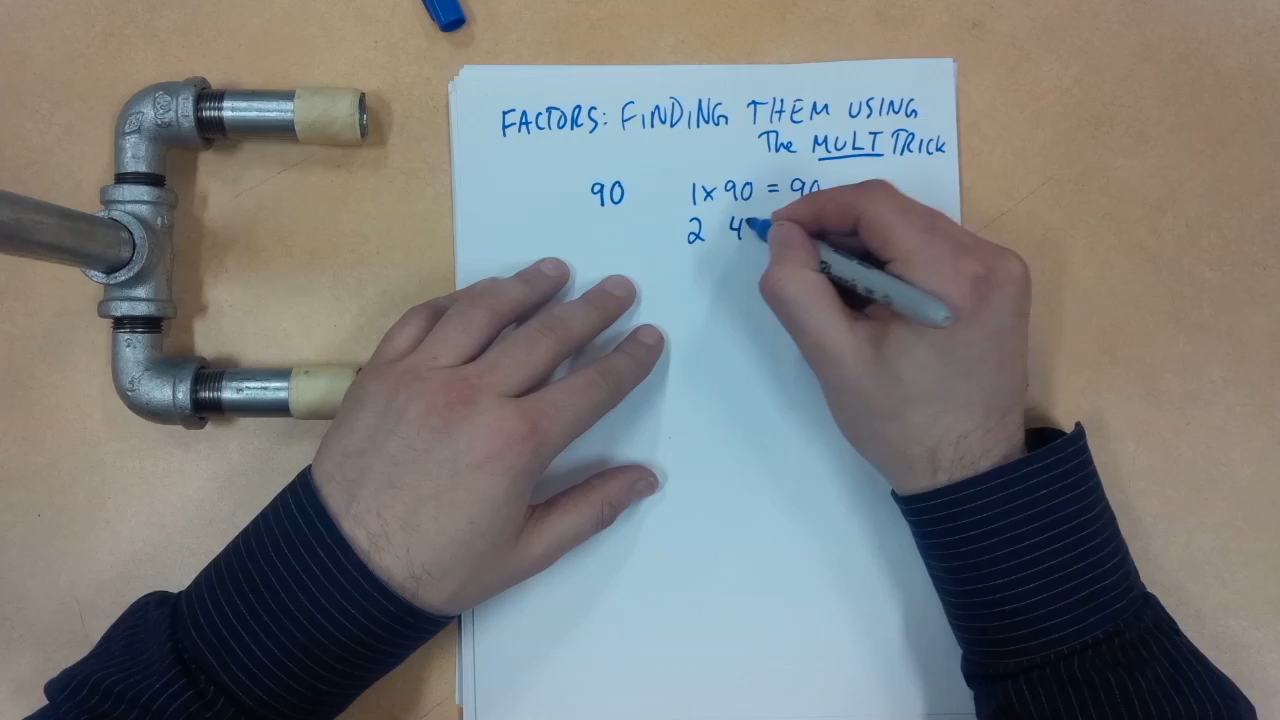 FACTORS: FINDING THEM USING
The MULT TRICK
90 1 x 90 = 90
2 4